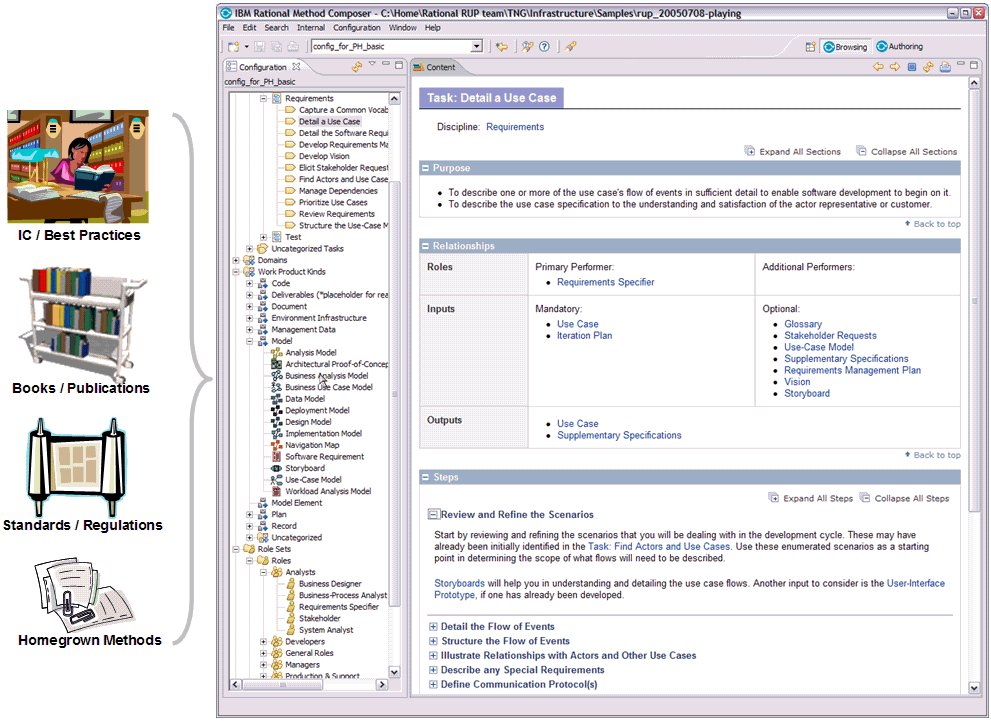 IC / Best Practices
Books / Publications
Standards / Regulations
Homegrown Methods
IBM Rational Method Composer - C:\Home\Rational RUP team\TNG\Infrastructure\Samples\rup_20050708-playing
File Edit Search Internal Configuration Window Help
config_for_PH_basic
Browsing
Authoring
Configuration
config_for_PH_basic
Requirements
Capture a Common Vocab
Detail a Use Case
Detail the Software Requi
Develop Requirements Ma
Develop Vision
Elicit Stakeholder Request
Find Actors and Use Case
Manage Dependencies
Prioritize Use Cases
Review Requirements
Structure the Use-Case M
Test
Uncategorized Tasks
Domains
Work Product Kinds
Code
Deliverables (*placeholder for rea
Document
Environment Infrastructure
Management Data
Model
Analysis Model
Architectural Proof-of-Concep
Business Analysis Model
Business Use Case Model
Data Model
Deployment Model
Design Model
Implementation Model
Navigation Map
Software Requirement
Storyboard
Use-Case Model
Workload Analysis Model
Model Element
Plan
Record
Uncategorized
Role Sets
Roles
Analysts
Business Designer
Business-Process Analyst
Requirements Specifier
Stakeholder
System Analyst
Developers
General Roles
Managers
Production & Support
Content
Task: Detail a Use Case
Discipline: Requirements
Expand All Sections Collapse All Sections
Purpose
• To describe one or more of the use case's flow of events in sufficient detail to enable software development to begin on it.
• To describe the use case specification to the understanding and satisfaction of the actor representative or customer.
Back to top
Relationships
Roles
Primary Performer:
• Requirements Specifier
Additional Performers:
Inputs
Mandatory:
• Use Case
• Iteration Plan
Optional:
• Glossary
• Stakeholder Requests
• Use-Case Model
• Supplementary Specifications
• Requirements Management Plan
• Vision
• Storyboard
Outputs
• Use Case
• Supplementary Specifications
Back to top
Steps
Expand All Steps Collapse All Steps
Review and Refine the Scenarios
Start by reviewing and refining the scenarios that you will be dealing with in the development cycle. These may have
already been initially identified in the Task: Find Actors and Use Cases. Use these enumerated scenarios as a starting
point in determining the scope of what flows will need to be described.
Storyboards will help you in understanding and detailing the use case flows. Another input to consider is the User-Interface
Prototype, if one has already been developed.
Detail the Flow of Events
Structure the Flow of Events
Illustrate Relationships with Actors and Other Use Cases
Describe any Special Requirements
Define Communication Protocol(s)